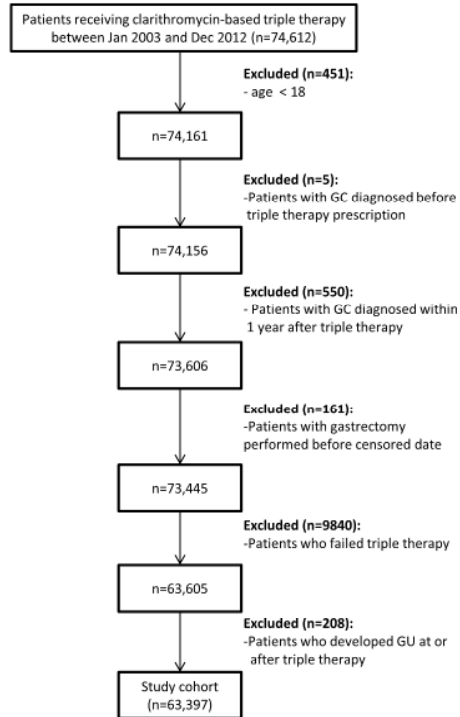 Patients receiving clarithromycin-based triple therapy
between Jan 2003 and Dec 2012 (n=74,612)
Excluded (n=451):
- age < 18
n=74,161
Excluded (n=5):
-Patients with GC diagnosed before
triple therapy prescription
n=74,156
Excluded (n=550):
- Patients with GC diagnosed within
1 year after triple therapy
n=73,606
Excluded (n=161):
-Patients with gastrectomy
performed before censored date
n=73,445
Excluded (n=9840):
-Patients who failed triple therapy
n=63,605
Excluded (n=208):
-Patients who developed GU at or
after triple therapy
Study cohort
(n=63,397)